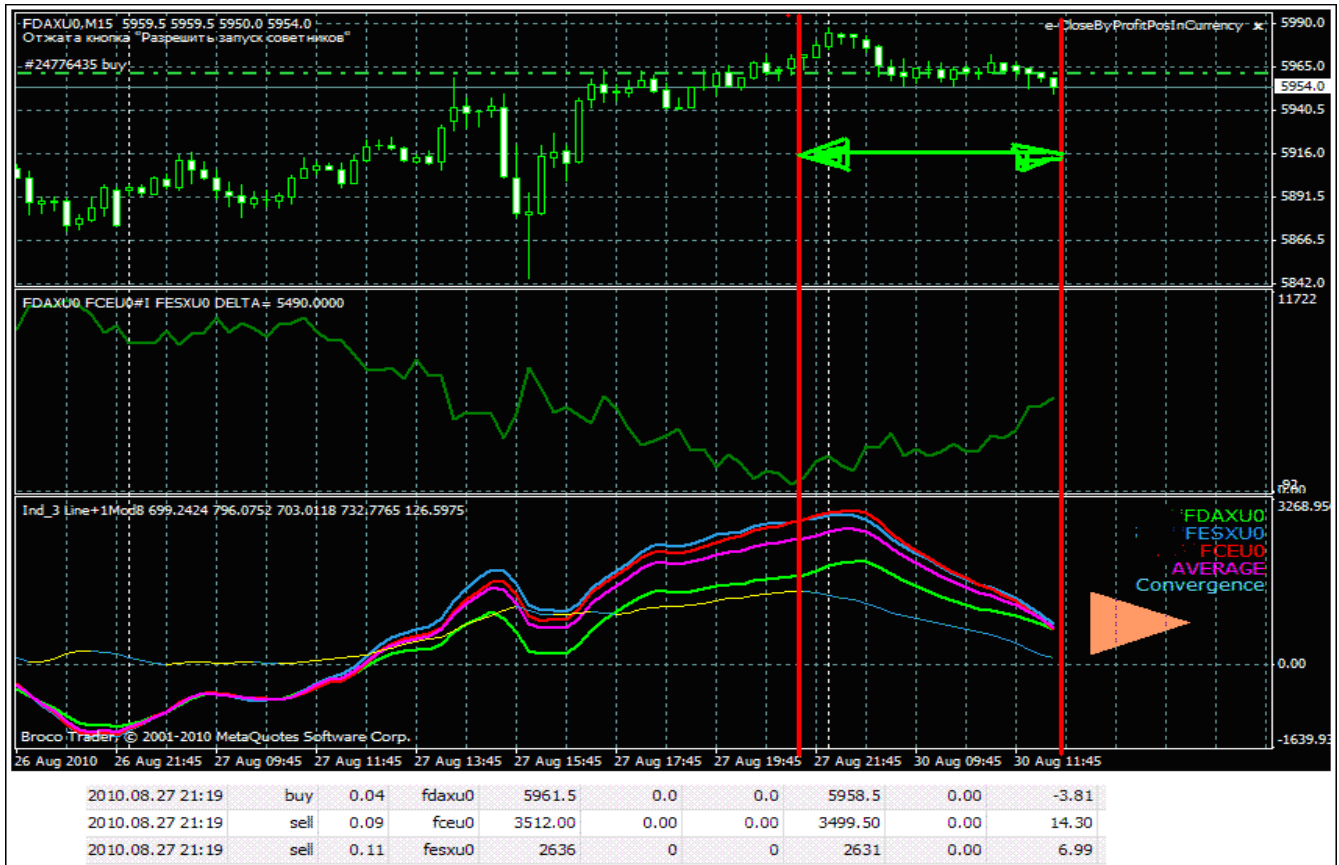 FDAXU0,M15 5959.5 5959.5 5950.0 5954.0
e-CloseByProfitPosInCurrency
Отжата кнопка "Разрешить запуск советников"
#24776435 buy
5990.0
5965.0
5954.0
5940.5
5916.0
5891.5
5866.5
5842.0
FDAXU0 FCEU0#I FESXU0 DELTA= 5490.0000
11722
0.00
Ind_3 Line+1Mod8 699.2424 796.0752 703.0118 732.7765 126.5975
3268.950
FDAXU0
FESXU0
FCEU0
AVERAGE
Convergence
0.00
-1639.93
Broco Trader, © 2001-2010 MetaQuotes Software Corp.
26 Aug 2010 26 Aug 21:45 27 Aug 09:45 27 Aug 11:45 27 Aug 13:45 27 Aug 15:45 27 Aug 17:45 27 Aug 19:45 27 Aug 21:45 30 Aug 09:45 30 Aug 11:45
2010.08.27 21:19 buy 0.04 fdaxu0 5961.5 0.0 0.0 5958.5 0.00 -3.81
2010.08.27 21:19 sell 0.09 fceu0 3512.00 0.00 0.00 3499.50 0.00 14.30
2010.08.27 21:19 sell 0.11 fesxu0 2636 0 0 2631 0.00 6.99